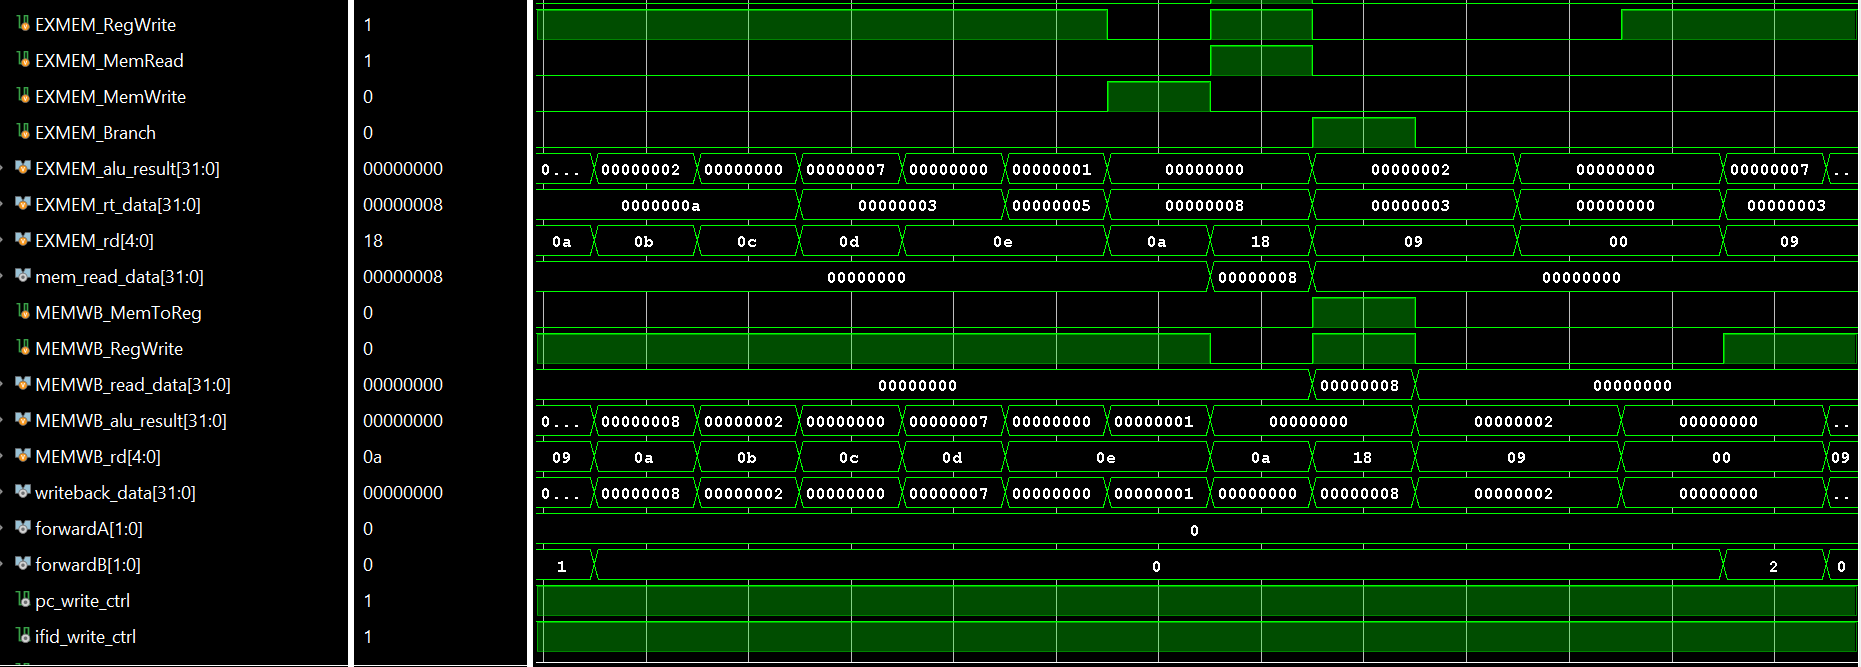 EXMEM_RegWrite 1
EXMEM_MemRead 1
EXMEM_MemWrite 0
EXMEM_Branch 0
EXMEM_alu_result[31:0] 00000000 0... 00000002 00000000 00000007 00000000 00000001 00000000 00000002 00000000 00000007 ..
EXMEM_rt_data[31:0] 00000008 0000000a 00000003 00000005 00000008 00000003 00000000 00000003
EXMEM_rd[4:0] 18 0a 0b 0c 0d 0e 0a 18 09 00 09
mem_read_data[31:0] 00000008 00000000 00000008 00000000
MEMWB_MemToReg 0
MEMWB_RegWrite 0
MEMWB_read_data[31:0] 00000000 00000000 00000008 00000000
MEMWB_alu_result[31:0] 00000000 0... 00000008 00000002 00000000 00000007 00000000 00000001 00000000 00000002 00000000 ..
MEMWB_rd[4:0] 0a 09 0a 0b 0c 0d 0e 0a 18 09 00 09
writeback_data[31:0] 00000000 0... 00000008 00000002 00000000 00000007 00000000 00000001 00000000 00000008 00000002 00000000 ..
forwardA[1:0] 0 0
forwardB[1:0] 0 1 0 2 0
pc_write_ctrl 1
ifid_write_ctrl 1